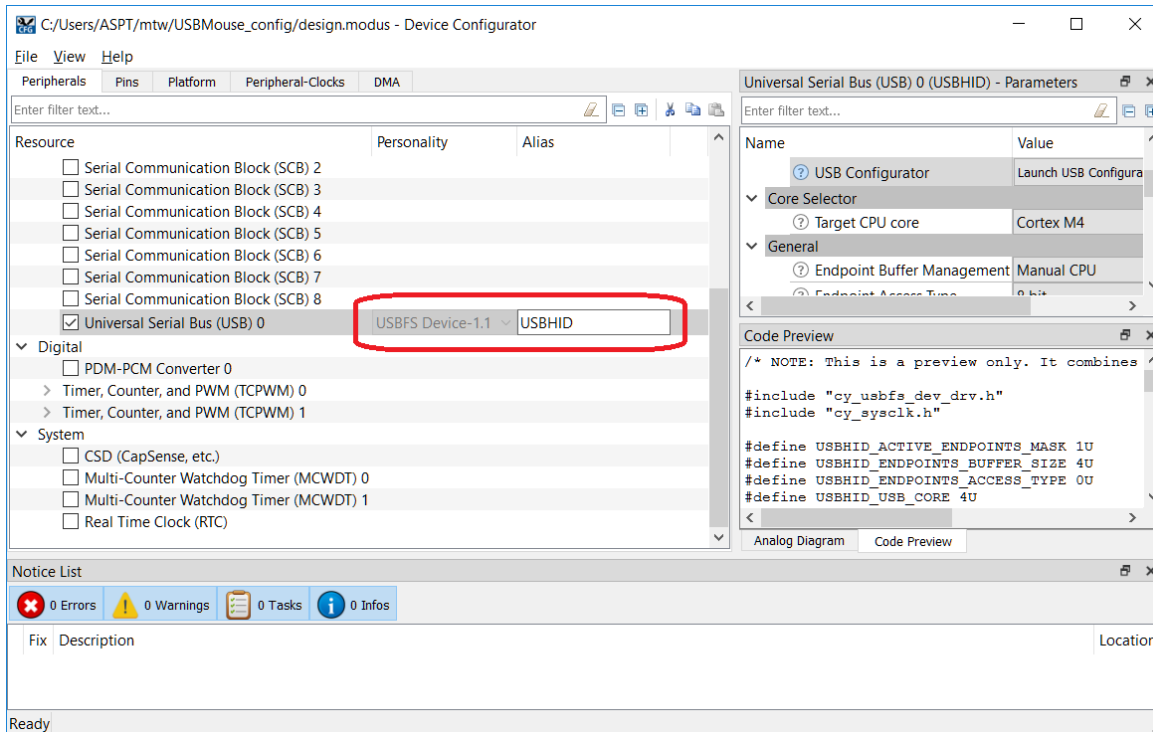 C:/Users/ASPT/mtw/USBMouse_config/design.modus - Device Configurator
File View Help
Peripherals Pins Platform Peripheral-Clocks DMA
Enter filter text...
Resource Personality Alias
Serial Communication Block (SCB) 2
Serial Communication Block (SCB) 3
Serial Communication Block (SCB) 4
Serial Communication Block (SCB) 5
Serial Communication Block (SCB) 6
Serial Communication Block (SCB) 7
Serial Communication Block (SCB) 8
Universal Serial Bus (USB) 0 USBFS Device-1.1 USBHID
Digital
PDM-PCM Converter 0
Timer, Counter, and PWM (TCPWM) 0
Timer, Counter, and PWM (TCPWM) 1
System
CSD (CapSense, etc.)
Multi-Counter Watchdog Timer (MCWDT) 0
Multi-Counter Watchdog Timer (MCWDT) 1
Real Time Clock (RTC)
Universal Serial Bus (USB) 0 (USBHID) - Parameters
Enter filter text...
Name Value
USB Configurator Launch USB Configura
Core Selector
Target CPU core Cortex M4
General
Endpoint Buffer Management Manual CPU
Endpoint Access Type 8-bit
Code Preview
/* NOTE: This is a preview only. It combines
#include "cy_usbfs_dev_drv.h"
#include "cy_sysclk.h"
#define USBHID_ACTIVE_ENDPOINTS_MASK 1U
#define USBHID_ENDPOINTS_BUFFER_SIZE 4U
#define USBHID_ENDPOINTS_ACCESS_TYPE 0U
#define USBHID_USB_CORE 4U
Analog Diagram Code Preview
Notice List
0 Errors 0 Warnings 0 Tasks 0 Infos
Fix Description Location
Ready